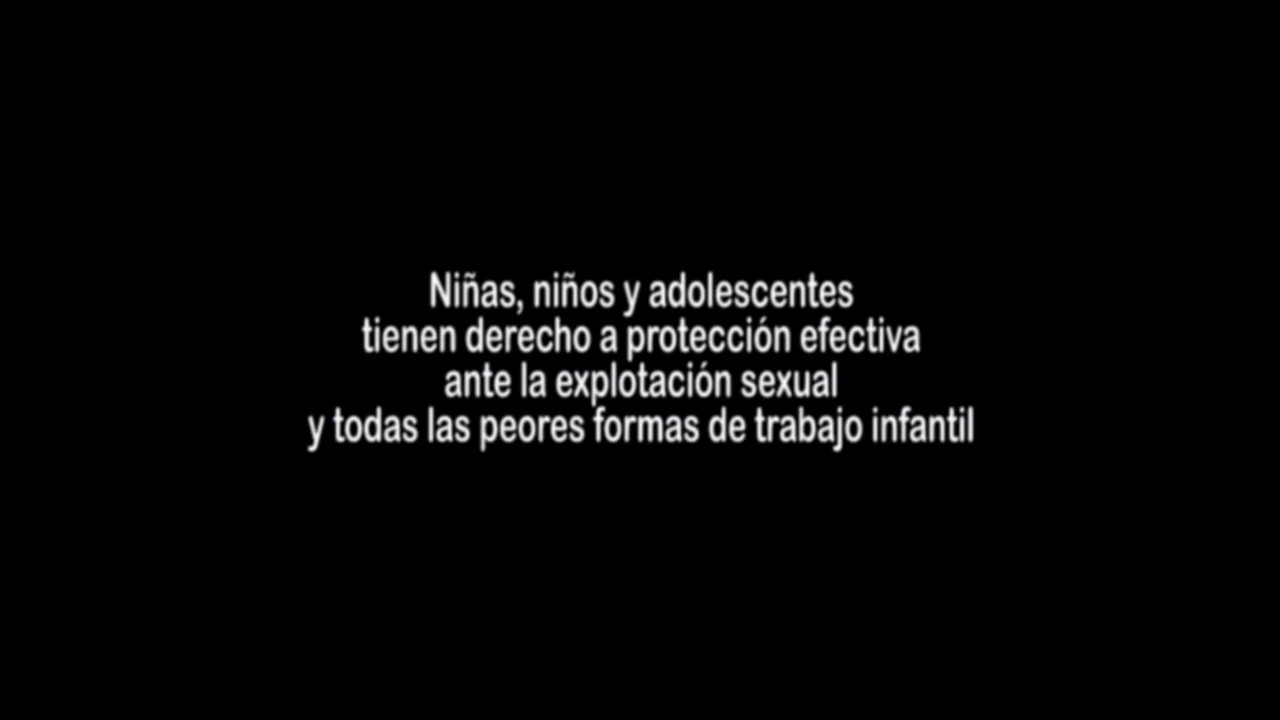 Niñas, niños y adolescentes
tienen derecho a protección efectiva
ante la explotación sexual
y todas las peores formas de trabajo infantil